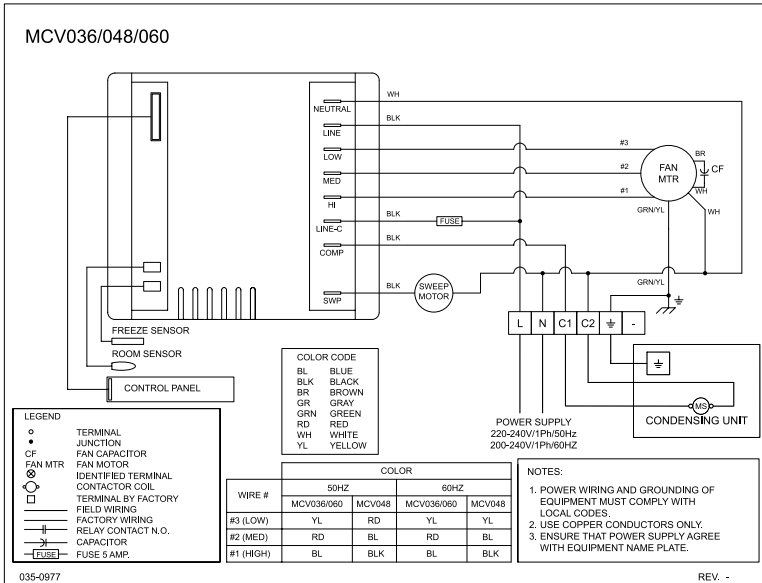 MCV036/048/060
WH
NEUTRAL
BLK
LINE
LOW
#3
MED
#2
HI
#1
BLK
LINE-C
FUSE
BLK
COMP
BLK
SWP
SWEEP
MOTOR
FAN
MTR
BR
CF
WH
GRN/YL
WH
GRN/YL
L N C1 C2 -
FREEZE SENSOR
ROOM SENSOR
CONTROL PANEL
COLOR CODE
BL BLUE
BLK BLACK
BR BROWN
GR GRAY
GRN GREEN
RD RED
WH WHITE
YL YELLOW
POWER SUPPLY
220-240V/1Ph/50Hz
200-240V/1Ph/60HZ
MS
CONDENSING UNIT
LEGEND
TERMINAL
JUNCTION
CF FAN CAPACITOR
FAN MTR FAN MOTOR
IDENTIFIED TERMINAL
CONTACTOR COIL
TERMINAL BY FACTORY
FIELD WIRING
FACTORY WIRING
RELAY CONTACT N.O.
CAPACITOR
FUSE FUSE 5 AMP.
COLOR
WIRE # 50HZ 60HZ
MCV036/060 MCV048 MCV036/060 MCV048
#3 (LOW) YL RD YL YL
#2 (MED) RD BL RD BL
#1 (HIGH) BL BLK BL BLK
NOTES:
1. POWER WIRING AND GROUNDING OF
EQUIPMENT MUST COMPLY WITH
LOCAL CODES.
2. USE COPPER CONDUCTORS ONLY.
3. ENSURE THAT POWER SUPPLY AGREE
WITH EQUIPMENT NAME PLATE.
035-0977
REV. -